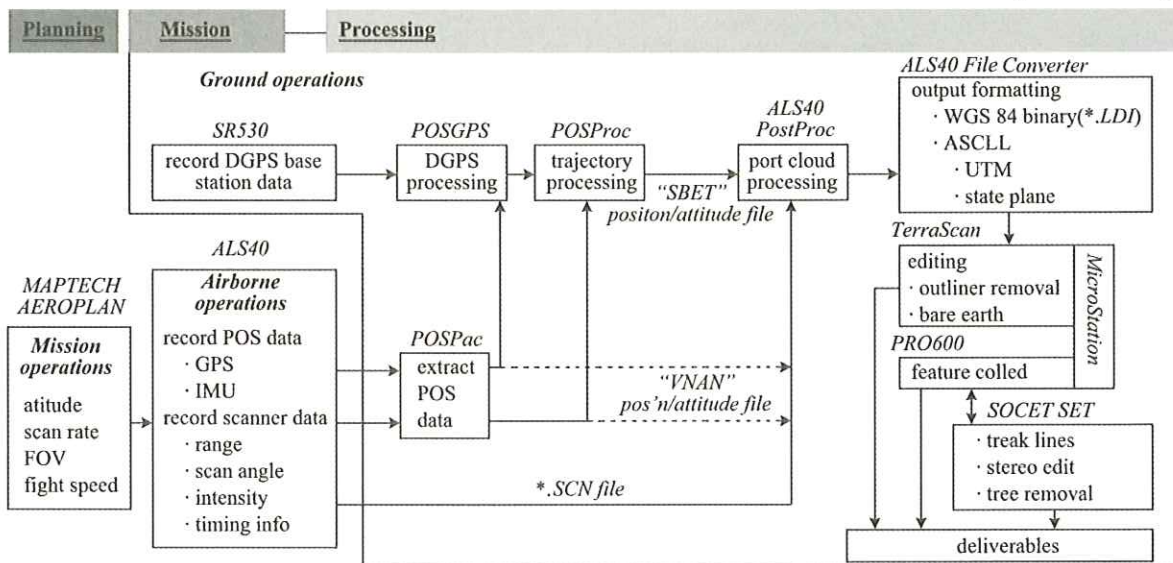 Planning
Mission
Processing
Ground operations
SR530
record DGPS base
station data
POSGPS
DGPS
processing
POSProc
trajectory
processing
"SBET"
positon/attitude file
ALS40
PostProc
port cloud
processing
ALS40 File Converter
output formatting
· WGS 84 binary(*.LDI)
· ASCLL
· UTM
· state plane
TerraScan
editing
· outliner removal
· bare earth
MicroStation
PRO600
feature colled
SOCET SET
· treak lines
· stereo edit
· tree removal
deliverables
MAPTECH
AEROPLAN
Mission
operations
atitude
scan rate
FOV
fight speed
ALS40
Airborne
operations
record POS data
· GPS
· IMU
record scanner data
· range
· scan angle
· intensity
· timing info
POSPac
extract
POS
data
"VNAN"
pos'n/attitude file
*.SCN file